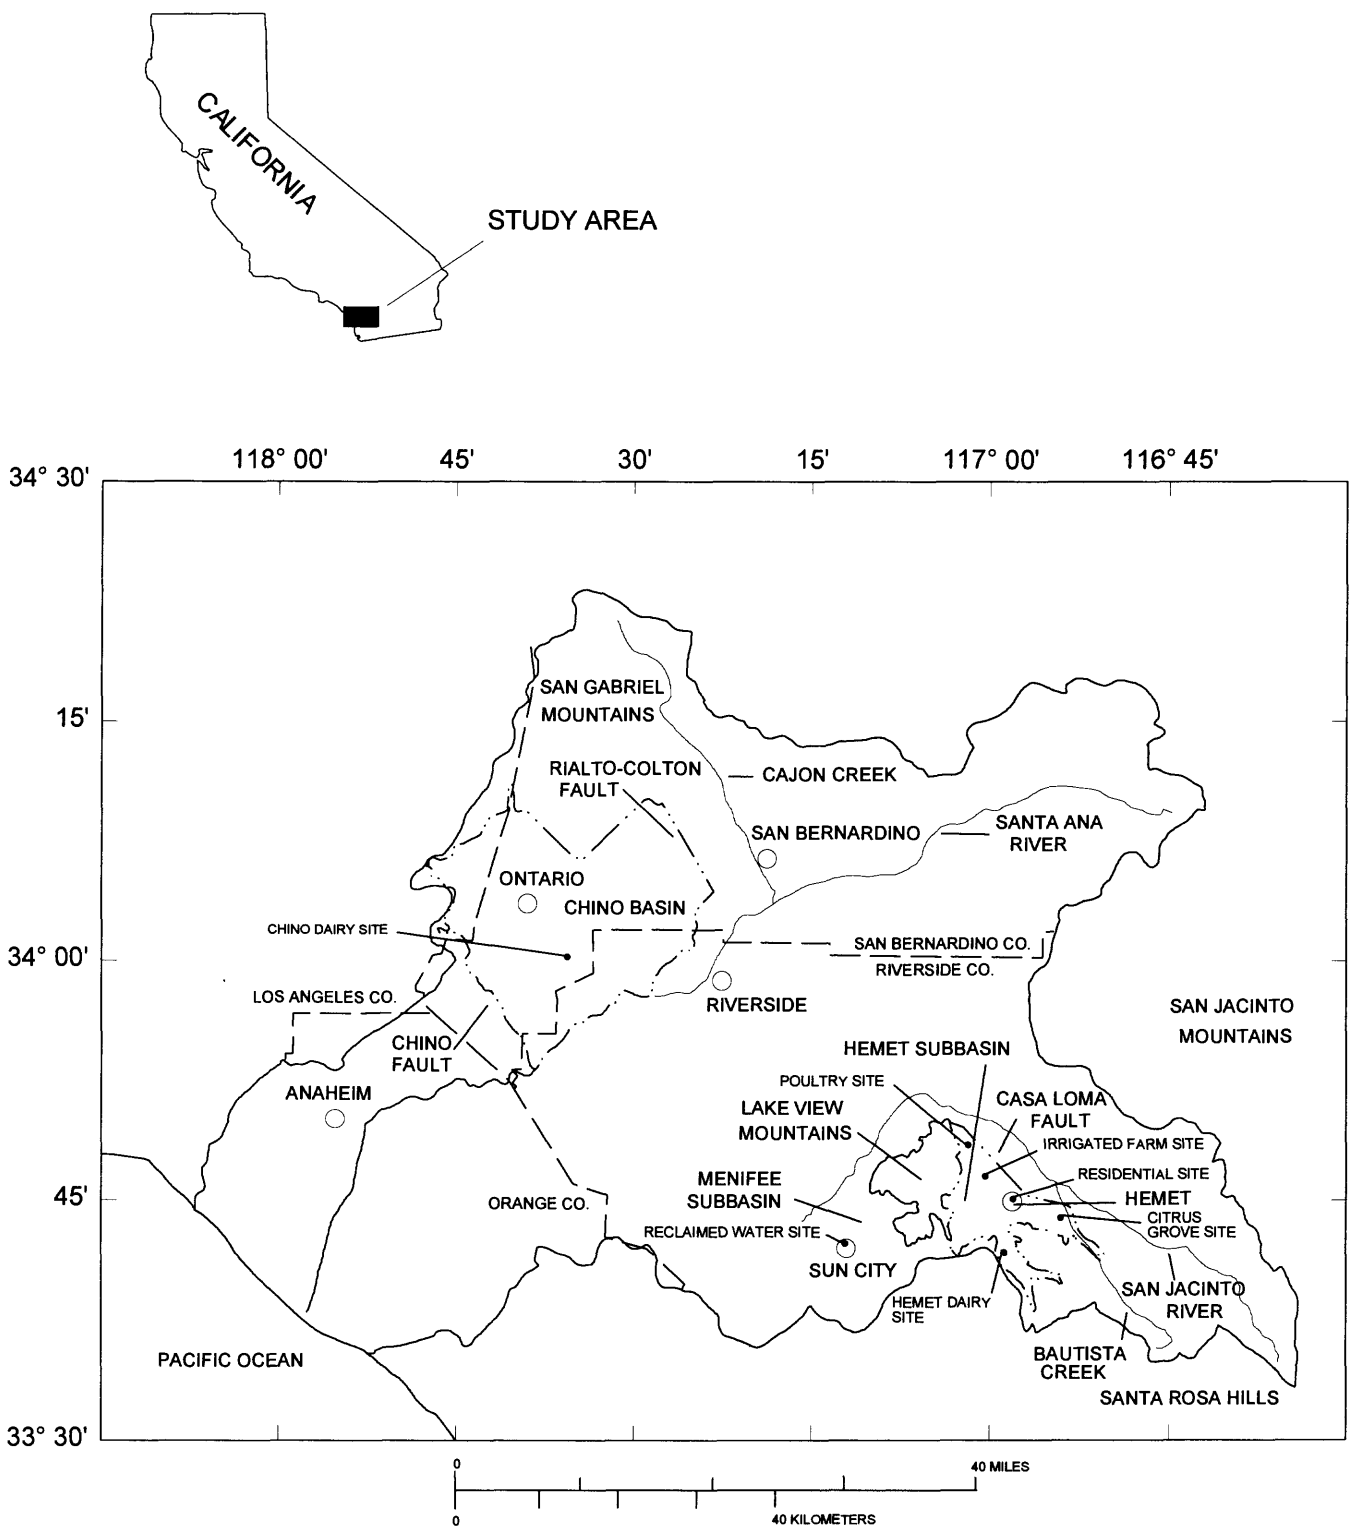 CALIFORNIA
STUDY AREA
118° 00'
45'
30'
15'
117° 00'
116° 45'
34° 30'
15'
34° 00'
45'
33° 30'
SAN GABRIEL
MOUNTAINS
RIALTO-COLTON
FAULT
CAJON CREEK
SAN BERNARDINO
SANTA ANA
RIVER
ONTARIO
CHINO BASIN
CHINO DAIRY SITE
SAN BERNARDINO CO.
RIVERSIDE CO.
LOS ANGELES CO.
RIVERSIDE
SAN JACINTO
MOUNTAINS
CHINO
FAULT
HEMET SUBBASIN
ANAHEIM
POULTRY SITE
LAKE VIEW
MOUNTAINS
CASA LOMA
FAULT
IRRIGATED FARM SITE
RESIDENTIAL SITE
HEMET
CITRUS
GROVE SITE
MENIFEE
SUBBASIN
ORANGE CO.
RECLAIMED WATER SITE
SUN CITY
HEMET DAIRY
SITE
SAN JACINTO
RIVER
BAUTISTA
CREEK
SANTA ROSA HILLS
PACIFIC OCEAN
0
40 MILES
0
40 KILOMETERS